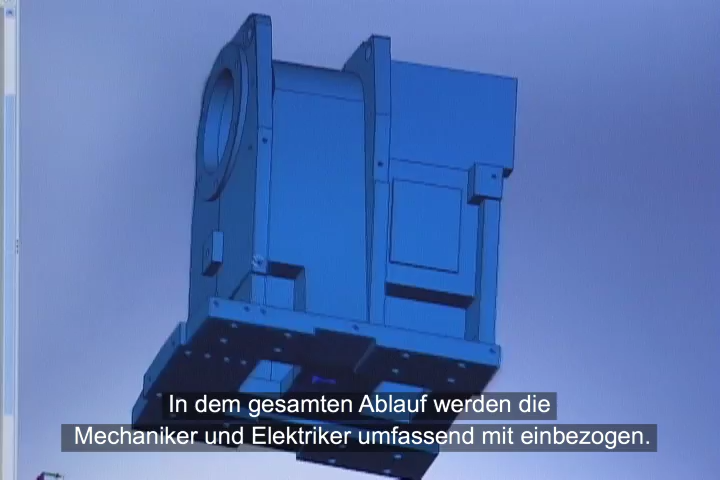 In dem gesamten Ablauf werden die
Mechaniker und Elektriker umfassend mit einbezogen.